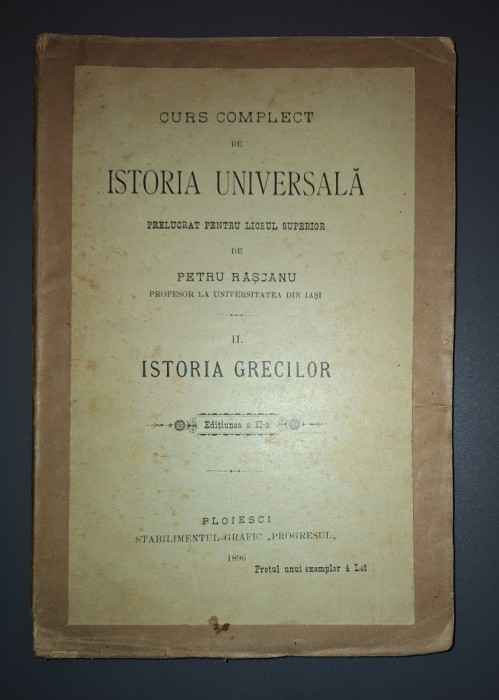 CURS COMPLECT
DE
ISTORIA UNIVERSALĂ
PRELUCRAT PENTRU LICEUL SUPERIOR
DE
PETRU RĂȘCANU
PROFESOR LA UNIVERSITATEA DIN IAȘI
II.
ISTORIA GRECILOR
Edițiunea a II-a
PLOIESCI
STABILIMENTUL GRAFIC „PROGRESUL„
1896
Prețul unui exemplar 4 Lei